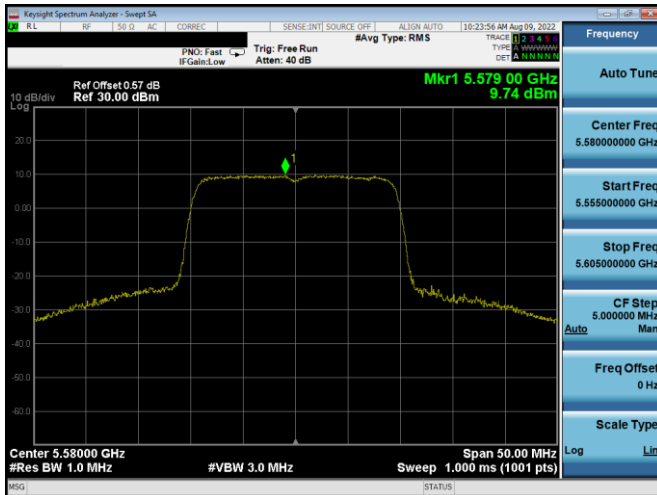 Keysight Spectrum Analyzer - Swept SA
RL RF 50 Ω AC CORREC SENSE:INT SOURCE OFF ALIGN AUTO 10:23:56 AM Aug 09, 2022
#Avg Type: RMS
TRACE 1 2 3 4 5 6
PNO: Fast Trig: Free Run
TYPE A WWWWW
IFGain:Low Atten: 40 dB
DET A N N N N N
Mkr1 5.579 00 GHz
9.74 dBm
Ref Offset 0.57 dB
10 dB/div Ref 30.00 dBm
Log
20.0
1
10.0
0.00
-10.0
-20.0
-30.0
-40.0
-50.0
-60.0
Center 5.58000 GHz Span 50.00 MHz
#Res BW 1.0 MHz #VBW 3.0 MHz Sweep 1.000 ms (1001 pts)
MSG STATUS
Frequency
Auto Tune
Center Freq
5.580000000 GHz
Start Freq
5.555000000 GHz
Stop Freq
5.605000000 GHz
CF Step
5.000000 MHz
Auto Man
Freq Offset
0 Hz
Scale Type
Log Lin